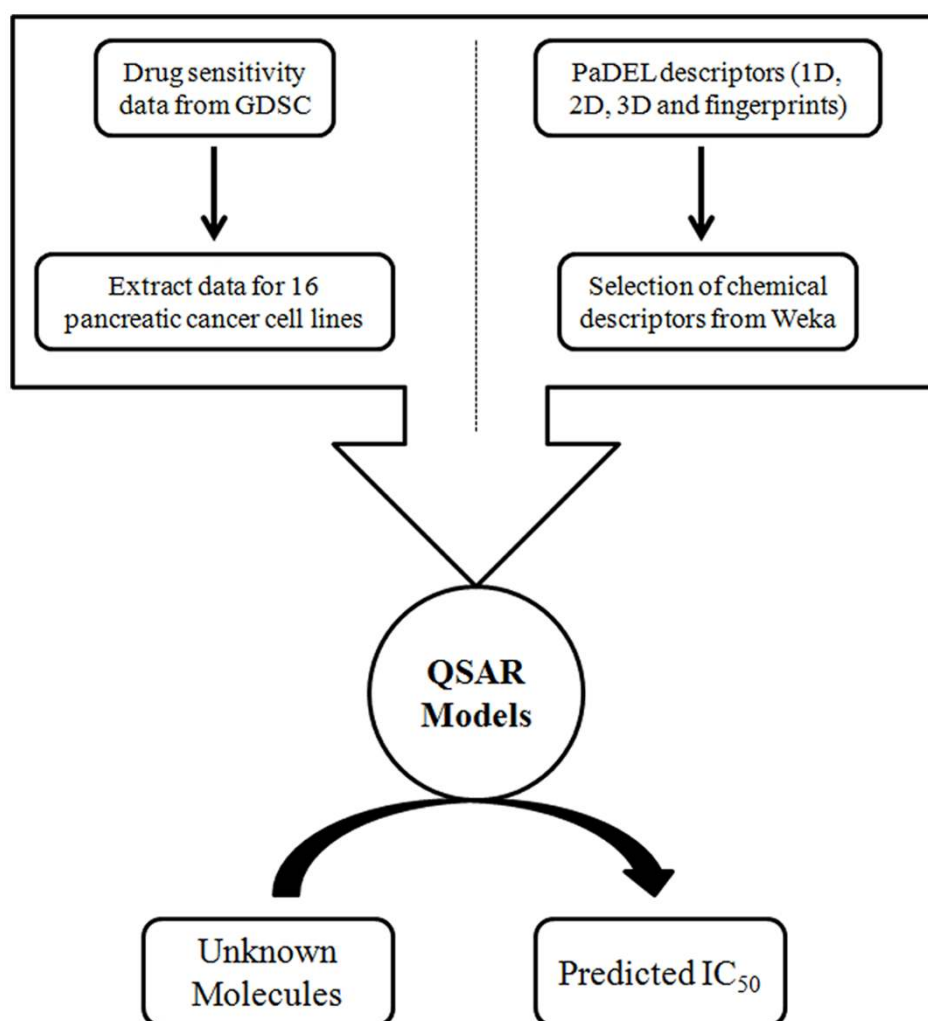 Drug sensitivity
data from GDSC
PaDEL descriptors (1D,
2D, 3D and fingerprints)
Extract data for 16
pancreatic cancer cell lines
Selection of chemical
descriptors from Weka
QSAR
Models
Unknown
Molecules
Predicted IC50